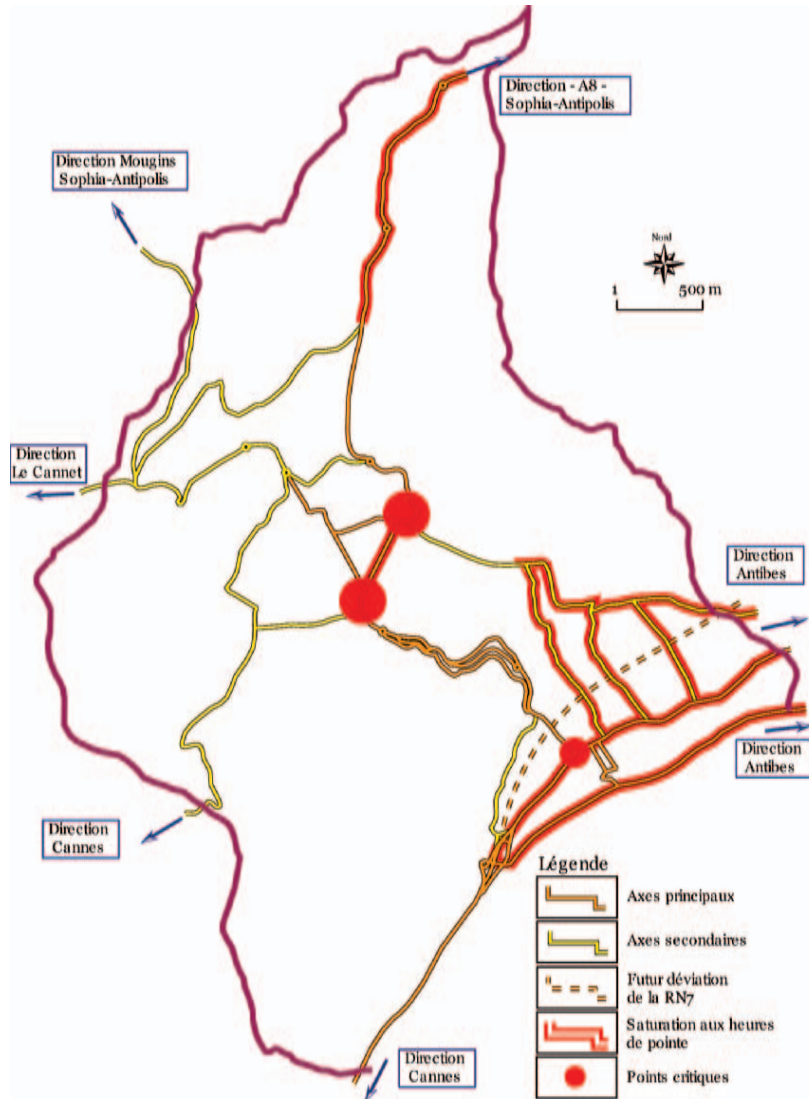 Direction - A8 -
Sophia-Antipolis
Direction Mougins
Sophia-Antipolis
Nord
1 500 m
Direction
Le Cannet
Direction
Antibes
Direction
Antibes
Direction
Cannes
Direction
Cannes
Légende
Axes principaux
Axes secondaires
Futur déviation
de la RN7
Saturation aux heures
de pointe
Points critiques